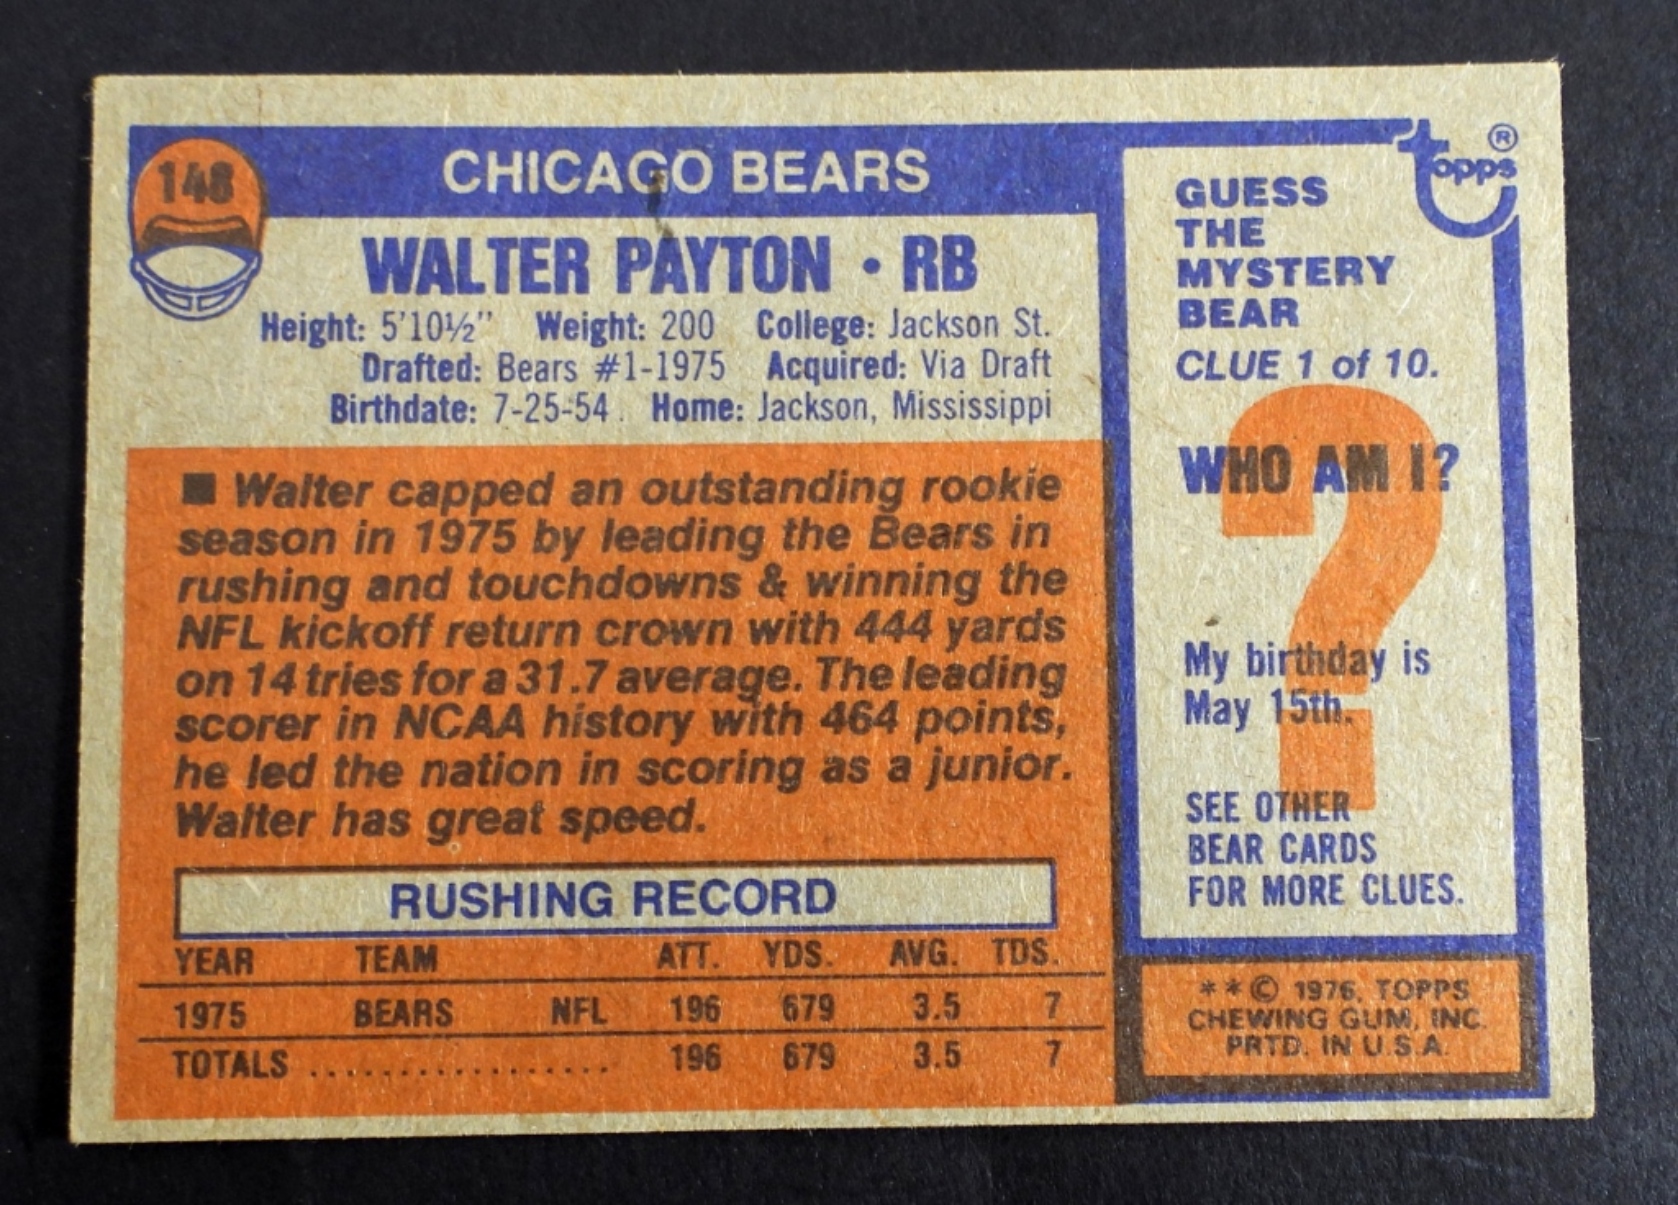 148
CHICAGO BEARS
WALTER PAYTON • RB
Height: 5'10½" Weight: 200 College: Jackson St.
Drafted: Bears #1-1975 Acquired: Via Draft
Birthdate: 7-25-54. Home: Jackson, Mississippi
■ Walter capped an outstanding rookie
season in 1975 by leading the Bears in
rushing and touchdowns & winning the
NFL kickoff return crown with 444 yards
on 14 tries for a 31.7 average. The leading
scorer in NCAA history with 464 points,
he led the nation in scoring as a junior.
Walter has great speed.
RUSHING RECORD
YEAR TEAM ATT. YDS. AVG. TDS.
1975 BEARS NFL 196 679 3.5 7
TOTALS ................. 196 679 3.5 7
topps ®
GUESS
THE
MYSTERY
BEAR
CLUE 1 of 10.
WHO AM I?
?
My birthday is
May 15th.
SEE OTHER
BEAR CARDS
FOR MORE CLUES.
**© 1976. TOPPS
CHEWING GUM, INC.
PRTD. IN U.S.A.